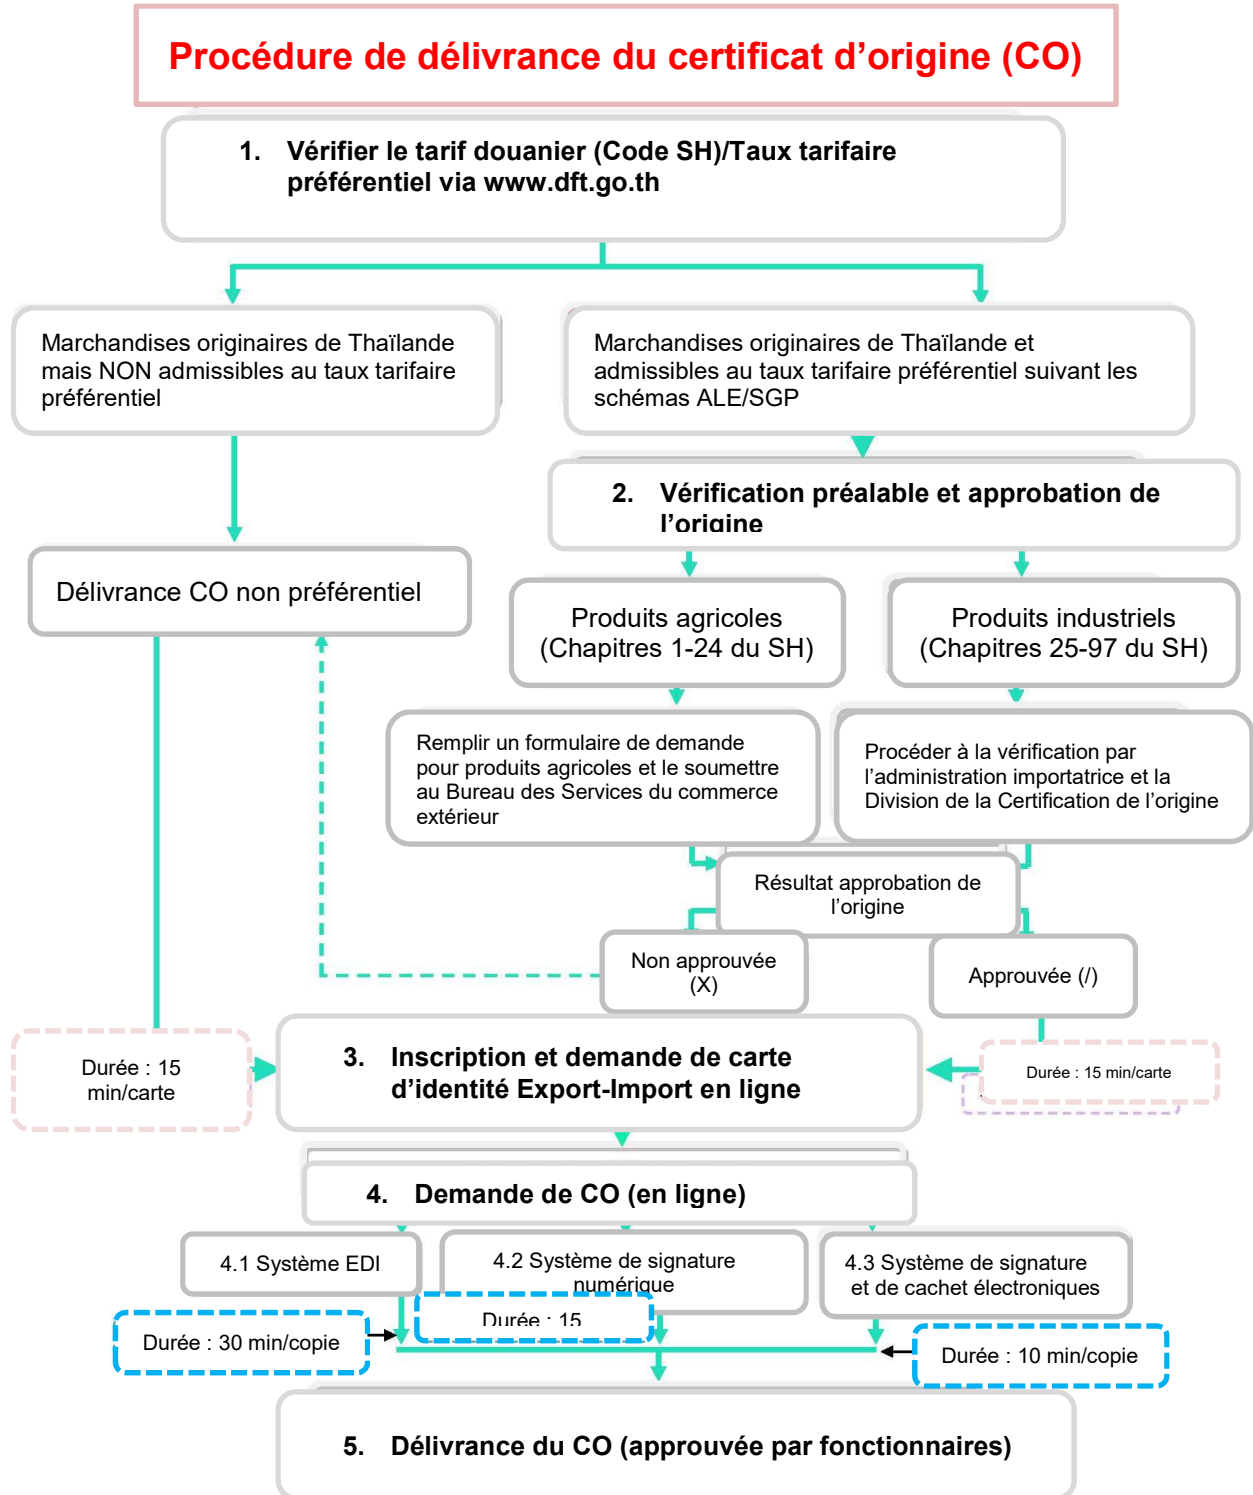 Procédure de délivrance du certificat d’origine (CO)
1. Vérifier le tarif douanier (Code SH)/Taux tarifaire
préférentiel via www.dft.go.th
Marchandises originaires de Thaïlande
mais NON admissibles au taux tarifaire
préférentiel
Marchandises originaires de Thaïlande et
admissibles au taux tarifaire préférentiel suivant les
schémas ALE/SGP
2. Vérification préalable et approbation de
l’origine
Délivrance CO non préférentiel
Produits agricoles
(Chapitres 1-24 du SH)
Produits industriels
(Chapitres 25-97 du SH)
Remplir un formulaire de demande
pour produits agricoles et le soumettre
au Bureau des Services du commerce
extérieur
Procéder à la vérification par
l’administration importatrice et la
Division de la Certification de l’origine
Résultat approbation de
l’origine
Non approuvée
(X)
Approuvée (/)
Durée : 15
min/carte
3. Inscription et demande de carte
d’identité Export-Import en ligne
Durée : 15 min/carte
4. Demande de CO (en ligne)
4.1 Système EDI
4.2 Système de signature
numérique
4.3 Système de signature
et de cachet électroniques
Durée : 30 min/copie
Durée : 15
Durée : 10 min/copie
5. Délivrance du CO (approuvée par fonctionnaires)